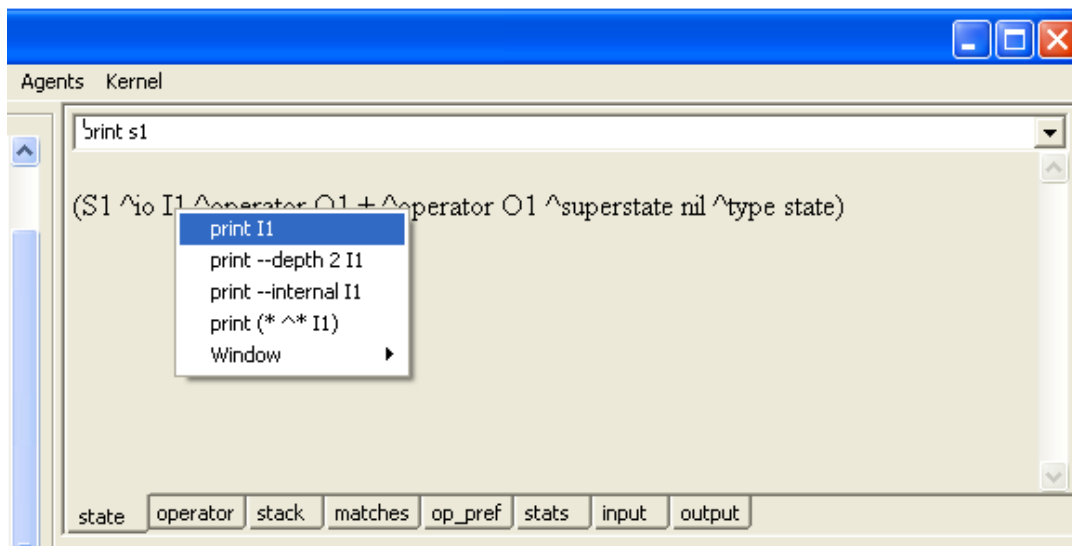 Agents Kernel
print s1
(S1 ^io I1 ^operator O1 + ^operator O1 ^superstate nil ^type state)
print I1
print --depth 2 I1
print --internal I1
print (* ^* I1)
Window
state operator stack matches op_pref stats input output